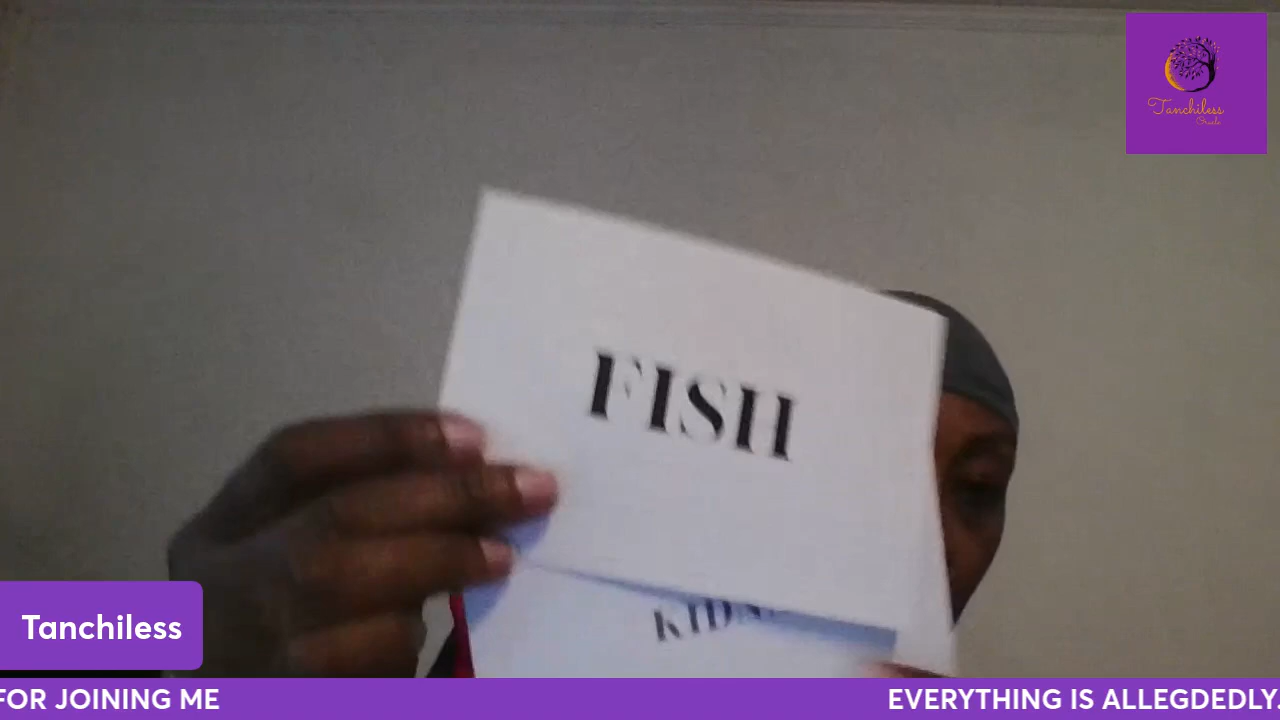 Tanchiless
FISH
Tanchiless
FOR JOINING ME
EVERYTHING IS ALLEGDEDLY.